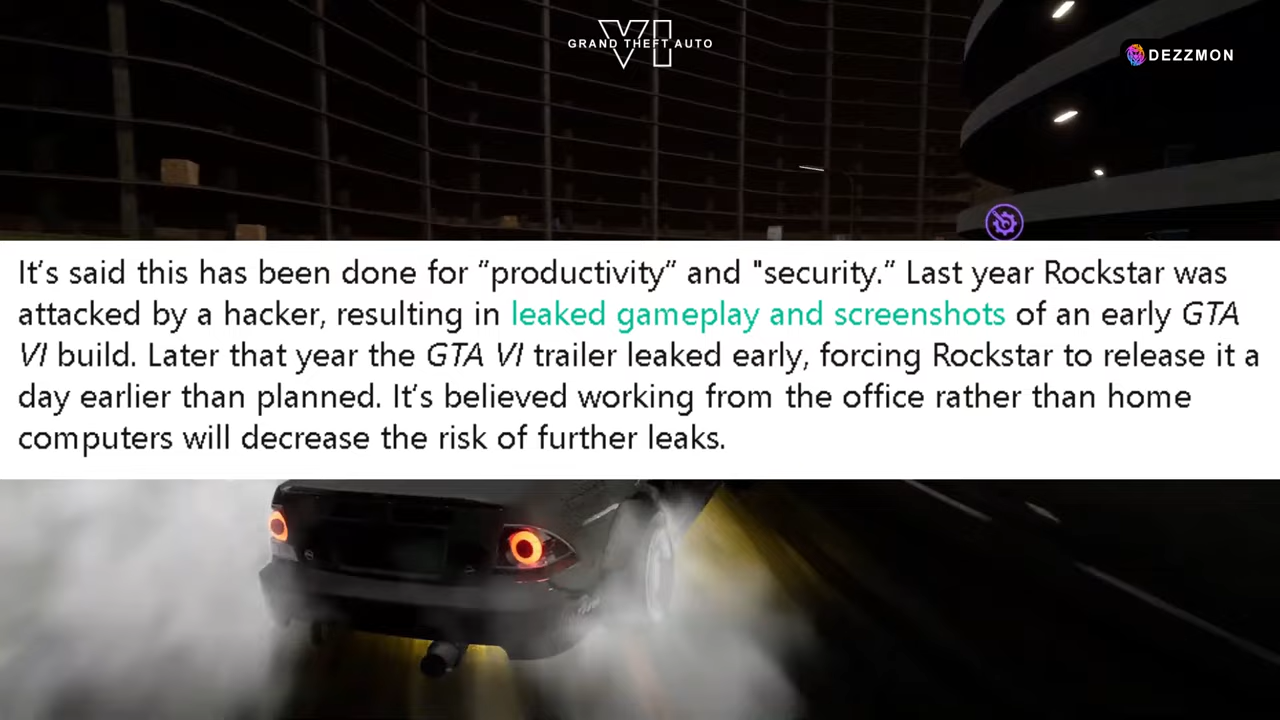 VI
GRAND THEFT AUTO
DEZZMON
It’s said this has been done for “productivity” and "security.” Last year Rockstar was
attacked by a hacker, resulting in leaked gameplay and screenshots of an early GTA
VI build. Later that year the GTA VI trailer leaked early, forcing Rockstar to release it a
day earlier than planned. It’s believed working from the office rather than home
computers will decrease the risk of further leaks.